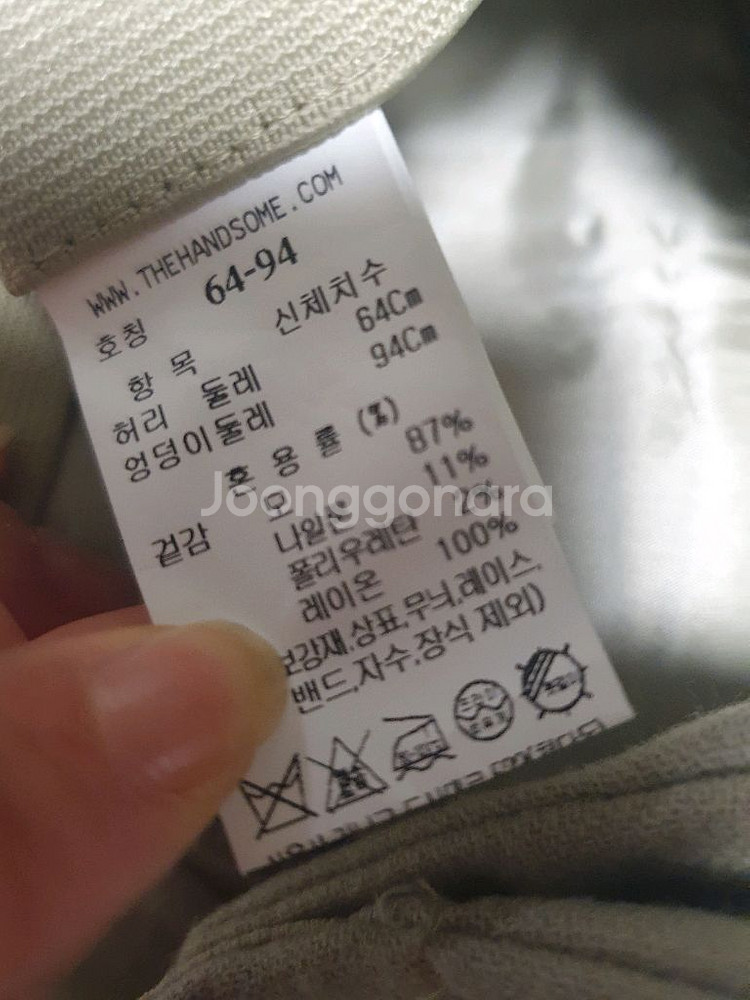 WWW.THEHANDSOME.COM
호칭 64-94
항 목 신체치수
허리 둘레 64Cm
엉덩이둘레 94Cm
혼 용 률 (%)
겉감 모 87%
나일론 11%
폴리우레탄 2%
레이온 100%
보강재,상표,무늬,레이스,
밴드,자수,장식 제외)
Joonggonara